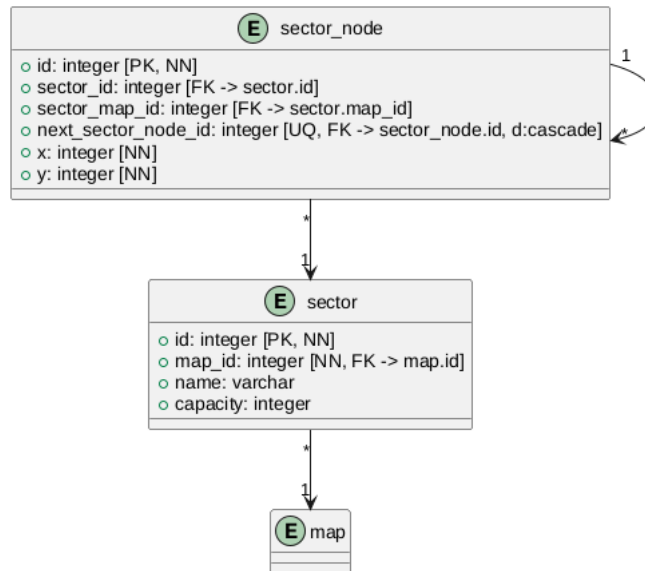 E sector_node
id: integer [PK, NN]
sector_id: integer [FK -> sector.id]
sector_map_id: integer [FK -> sector.map_id]
next_sector_node_id: integer [UQ, FK -> sector_node.id, d:cascade]
x: integer [NN]
y: integer [NN]
1
*
*
1
E sector
id: integer [PK, NN]
map_id: integer [NN, FK -> map.id]
name: varchar
capacity: integer
*
1
E map